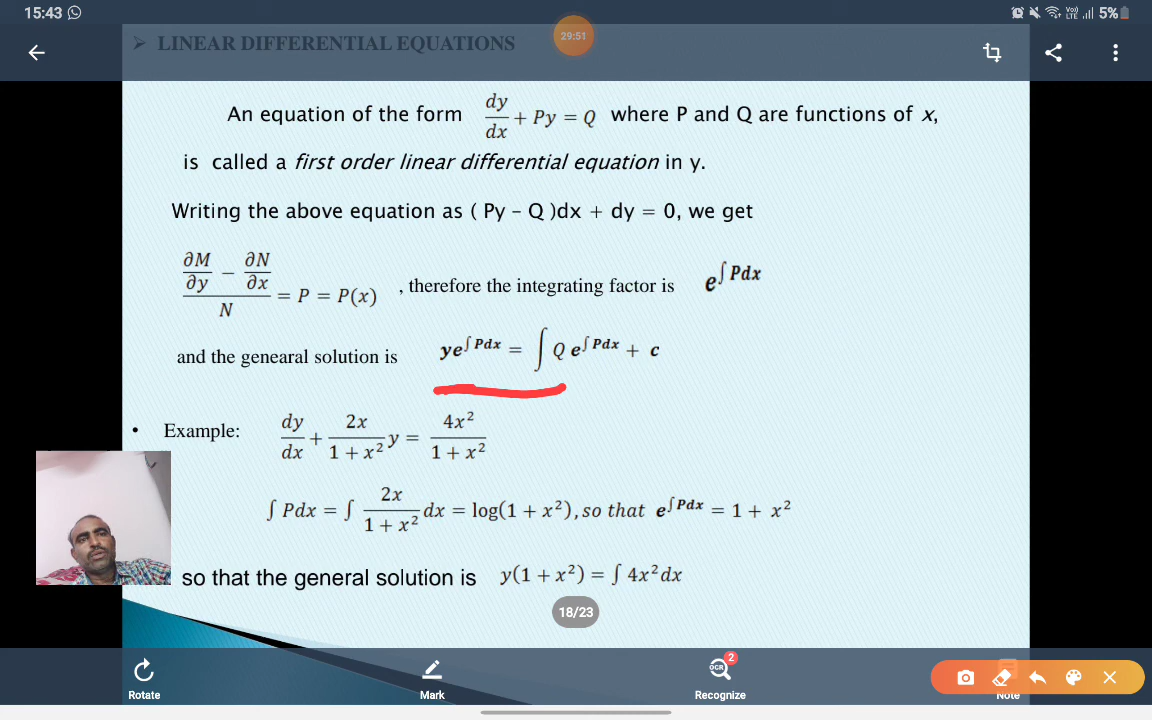 15:43 5%
➢ LINEAR DIFFERENTIAL EQUATIONS
29:51
An equation of the form dy/dx + Py = Q where P and Q are functions of x,
is called a first order linear differential equation in y.
Writing the above equation as ( Py – Q )dx + dy = 0, we get
(∂M/∂y − ∂N/∂x)/N = P = P(x) , therefore the integrating factor is e^∫Pdx
and the genearal solution is ye^∫Pdx = ∫Q e^∫Pdx + c
• Example: dy/dx + 2x/(1 + x²) y = 4x²/(1 + x²)
∫Pdx = ∫ 2x/(1 + x²) dx = log(1 + x²), so that e^∫Pdx = 1 + x²
so that the general solution is y(1 + x²) = ∫4x²dx
18/23
Rotate Mark OCR 2 Recognize Note